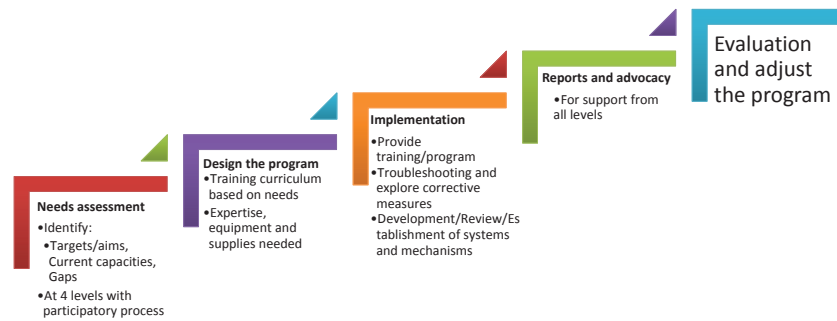 Needs assessment
•Identify:
•Targets/aims,
Current capacities,
Gaps
•At 4 levels with
participatory process
Design the program
•Training curriculum
based on needs
•Expertise,
equipment and
supplies needed
Implementation
•Provide
training/program
•Troubleshooting and
explore corrective
measures
•Development/Review/Es
tablishment of systems
and mechanisms
Reports and advocacy
•For support from
all levels
Evaluation
and adjust
the program